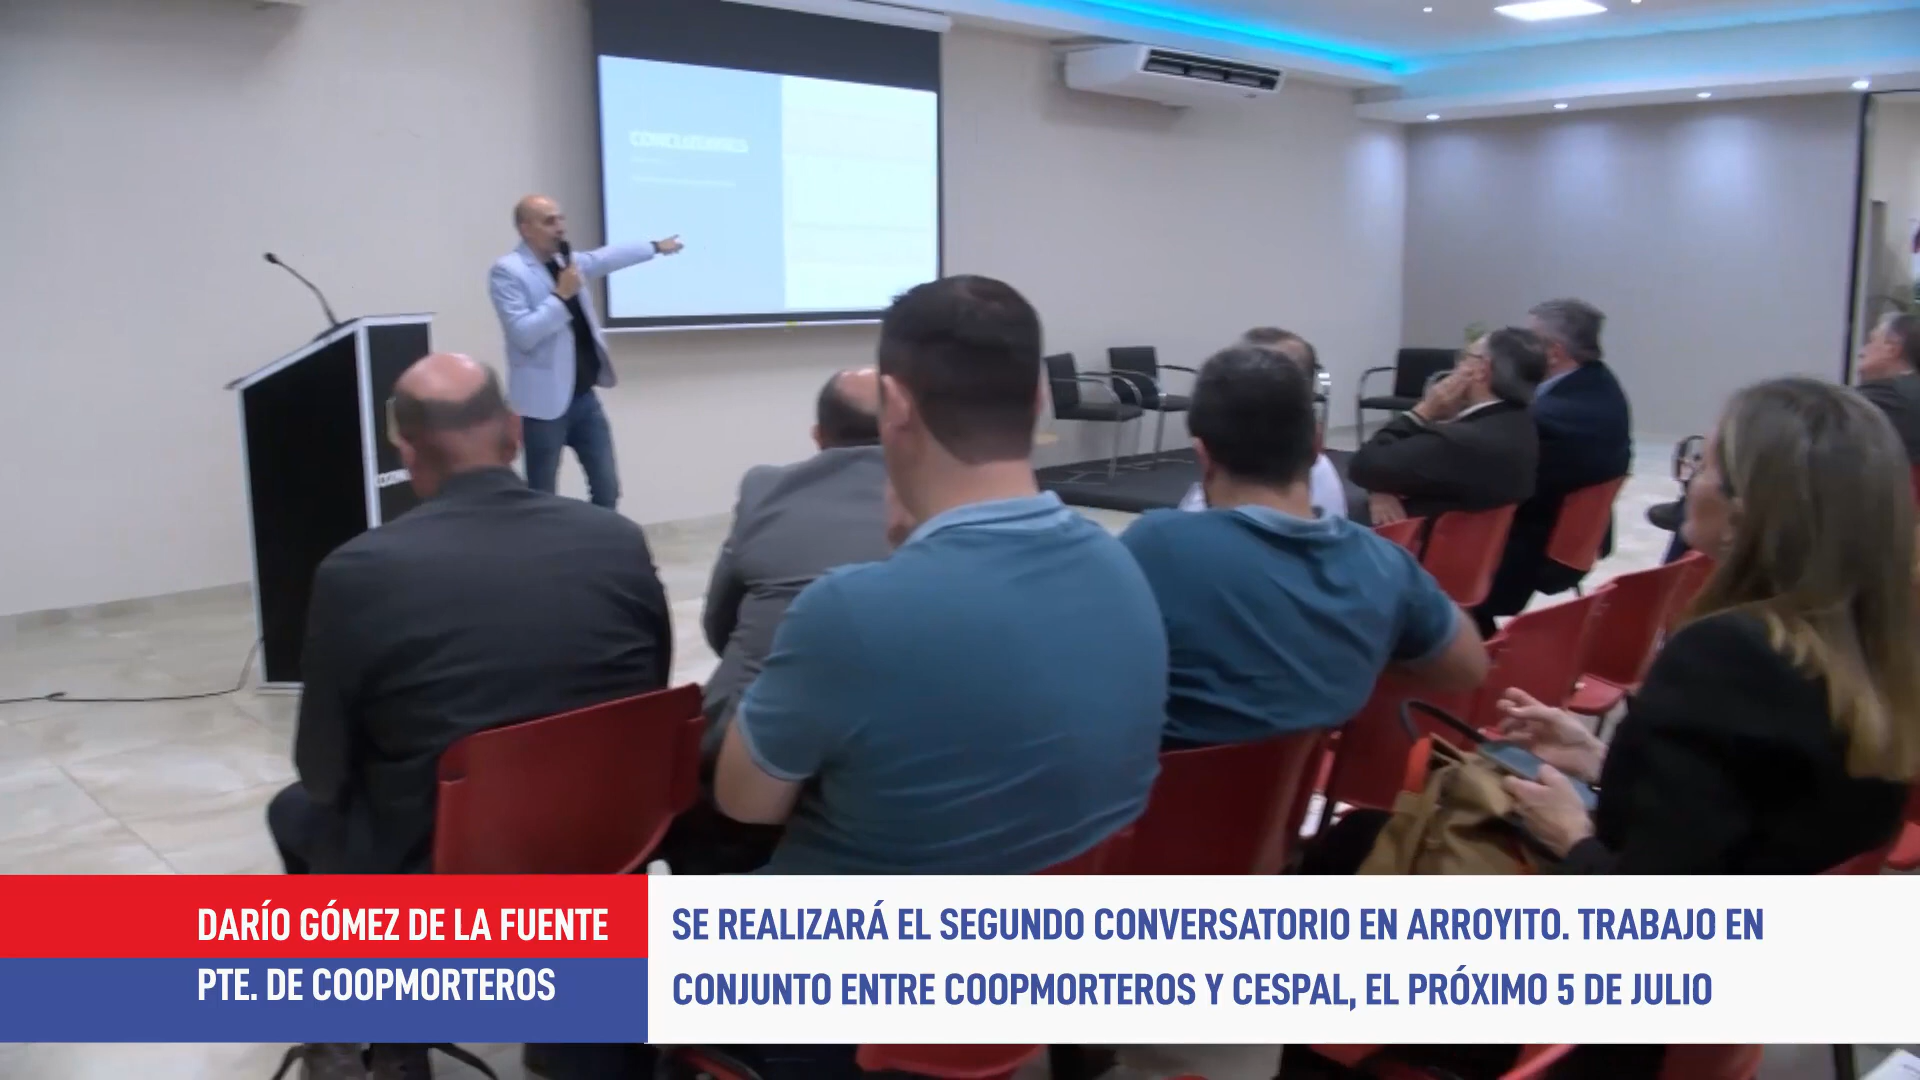 CONCLUSIONES
DARÍO GÓMEZ DE LA FUENTE
PTE. DE COOPMORTEROS
SE REALIZARÁ EL SEGUNDO CONVERSATORIO EN ARROYITO. TRABAJO EN
CONJUNTO ENTRE COOPMORTEROS Y CESPAL, EL PRÓXIMO 5 DE JULIO